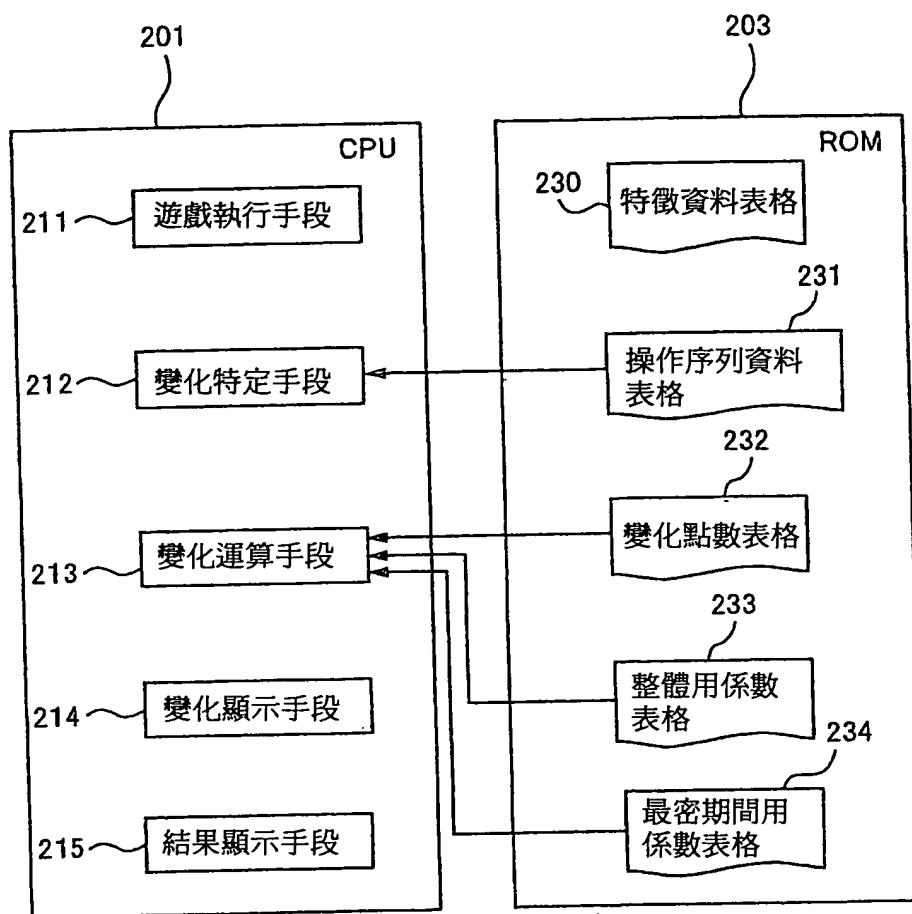 201
203
CPU
ROM
211
遊戲執行手段
230
特徵資料表格
231
212
變化特定手段
操作序列資料
表格
232
213
變化運算手段
變化點數表格
233
214
變化顯示手段
整體用係數
表格
234
215
結果顯示手段
最密期間用
係數表格